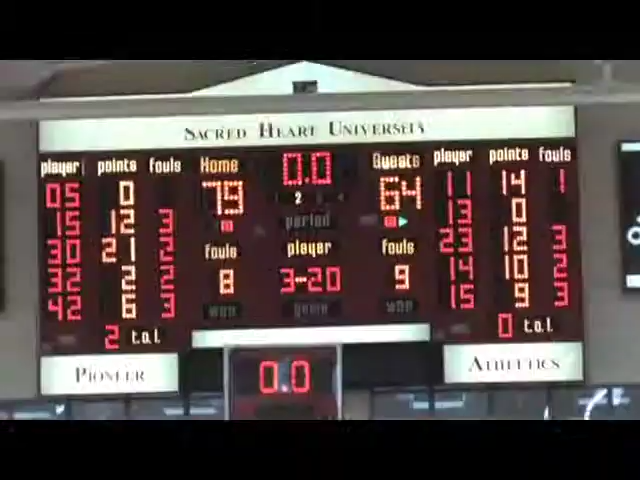 SACRED HEART UNIVERSITY
player points fouls Home 0.0 Guests player points fouls
05 0 79 64 11 14 1
15 12 3 2 13 0
30 21 2 period 23 12 3
32 2 2 fouls player fouls 14 10 2
42 6 3 8 3-20 9 15 9 3
2 t.o.l. won game won 0 t.o.l.
PIONEER ATHLETICS
0.0